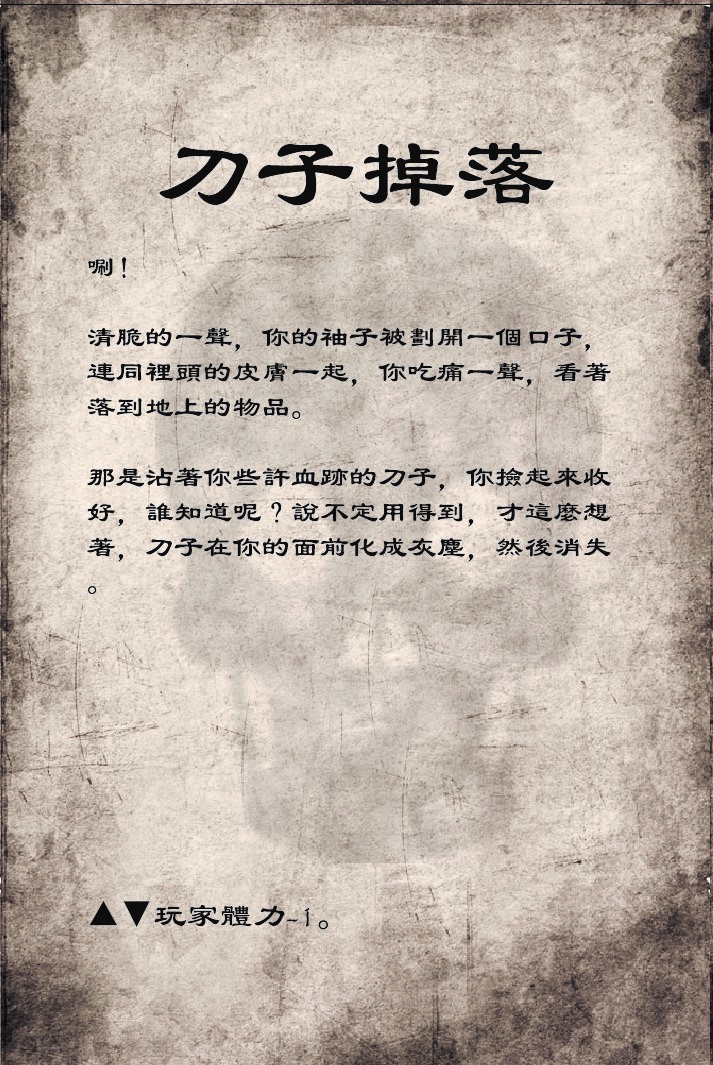 刀子掉落
唰！
清脆的一聲，你的袖子被劃開一個口子，
連同裡頭的皮膚一起，你吃痛一聲，看著
落到地上的物品。
那是沾著你些許血跡的刀子，你撿起來收
好，誰知道呢？說不定用得到，才這麼想
著，刀子在你的面前化成灰塵，然後消失
。
▲▼玩家體力-1。